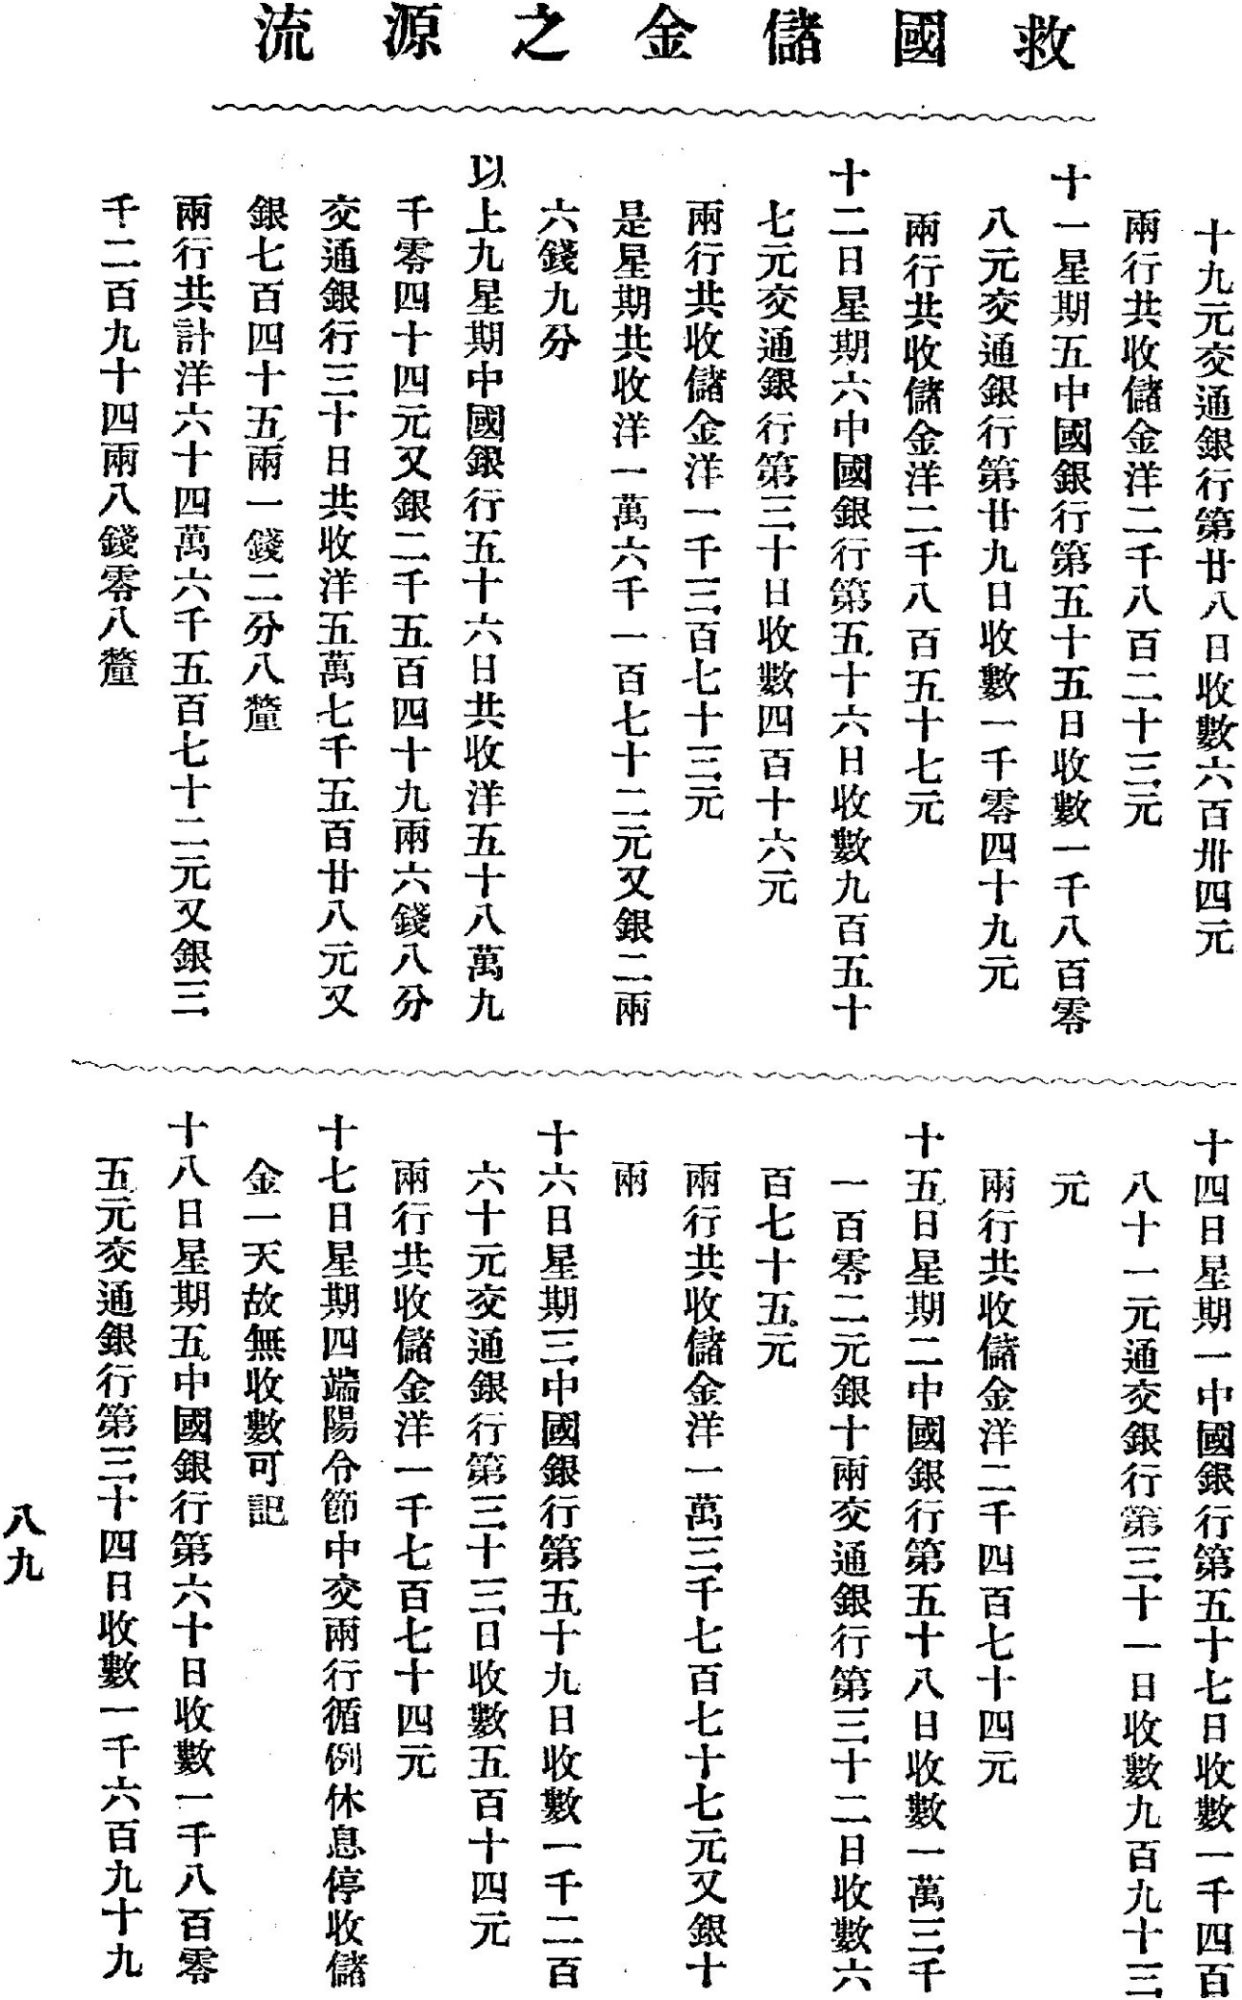 救國儲金之源流
十九元交通銀行第廿八日收數六百卅四元
兩行共收儲金洋二千八百二十三元
十一星期五中國銀行第五十五日收數一千八百零
八元交通銀行第廿九日收數一千零四十九元
兩行共收儲金洋二千八百五十七元
十二日星期六中國銀行第五十六日收數九百五十
七元交通銀行第三十日收數四百十六元
兩行共收儲金洋一千三百七十三元
是星期共收洋一萬六千一百七十二元又銀二兩
六錢九分
以上九星期中國銀行五十六日共收洋五十八萬九
千零四十四元又銀二千五百四十九兩六錢八分
交通銀行三十日共收洋五萬七千五百廿八元又
銀七百四十五兩一錢二分八釐
兩行共計洋六十四萬六千五百七十二元又銀三
千二百九十四兩八錢零八釐
十四日星期一中國銀行第五十七日收數一千四百
八十一元通交銀行第三十一日收數九百九十三
元
兩行共收儲金洋二千四百七十四元
十五日星期二中國銀行第五十八日收數一萬三千
一百零二元銀十兩交通銀行第三十二日收數六
百七十五元
兩行共收儲金洋一萬三千七百七十七元又銀十
兩
十六日星期三中國銀行第五十九日收數一千二百
六十元交通銀行第三十三日收數五百十四元
兩行共收儲金洋一千七百七十四元
十七日星期四端陽令節中交兩行循例休息停收儲
金一天故無收數可記
十八日星期五中國銀行第六十日收數一千八百零
五元交通銀行第三十四日收數一千六百九十九
八九